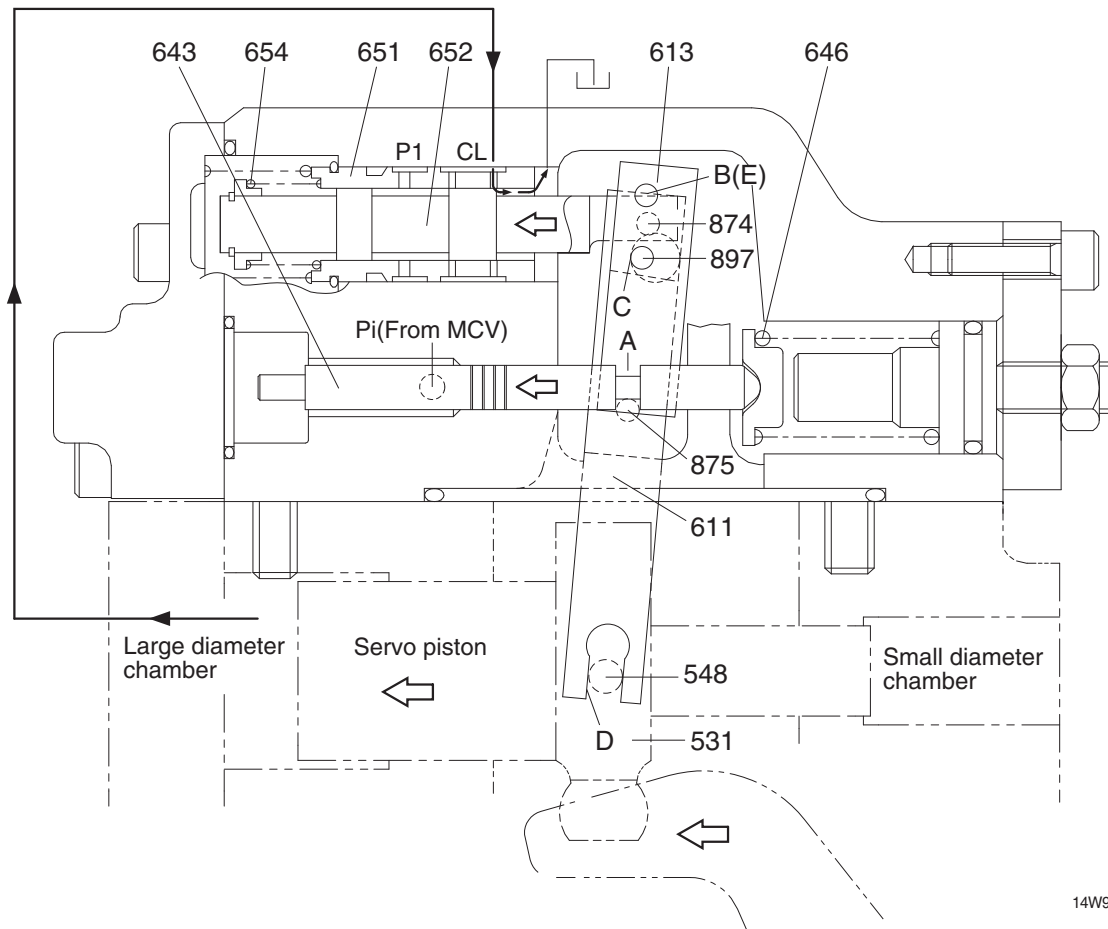 643
654
651
652
613
646
P1
CL
B(E)
874
897
C
Pi(From MCV)
A
875
611
Large diameter
chamber
Servo piston
548
Small diameter
chamber
D
531
14W9